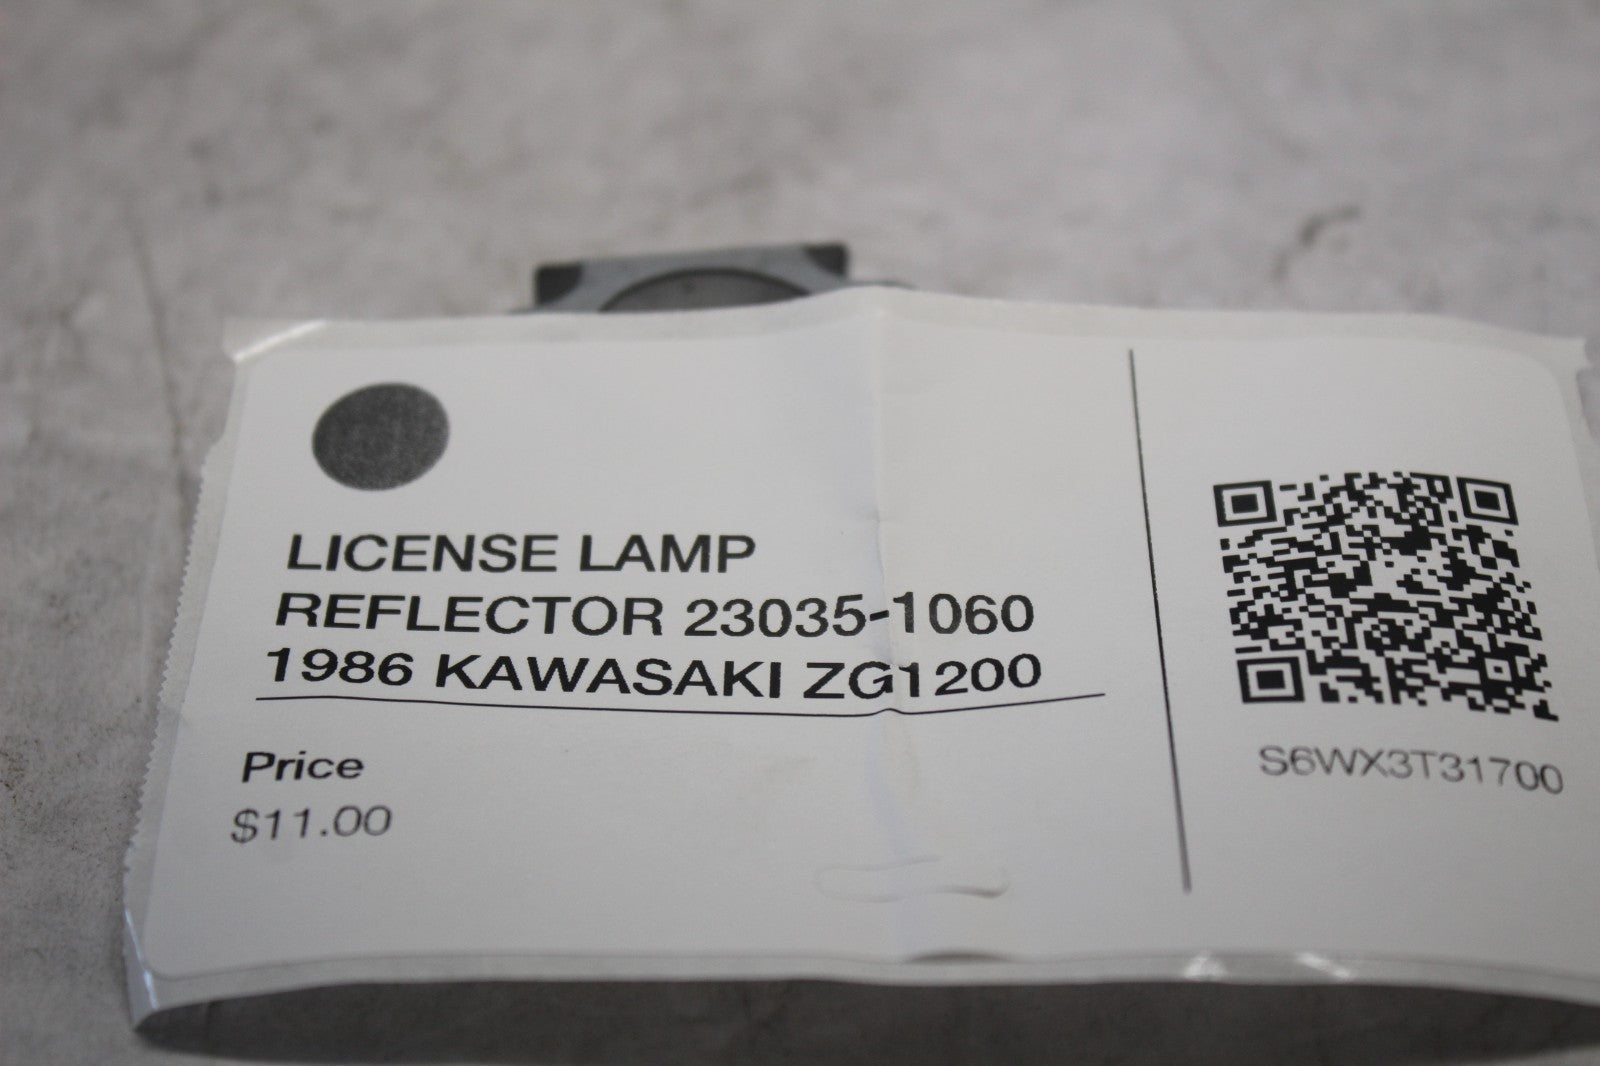 LICENSE LAMP
REFLECTOR 23035-1060
1986 KAWASAKI ZG1200
Price
$11.00
S6WX3T31700